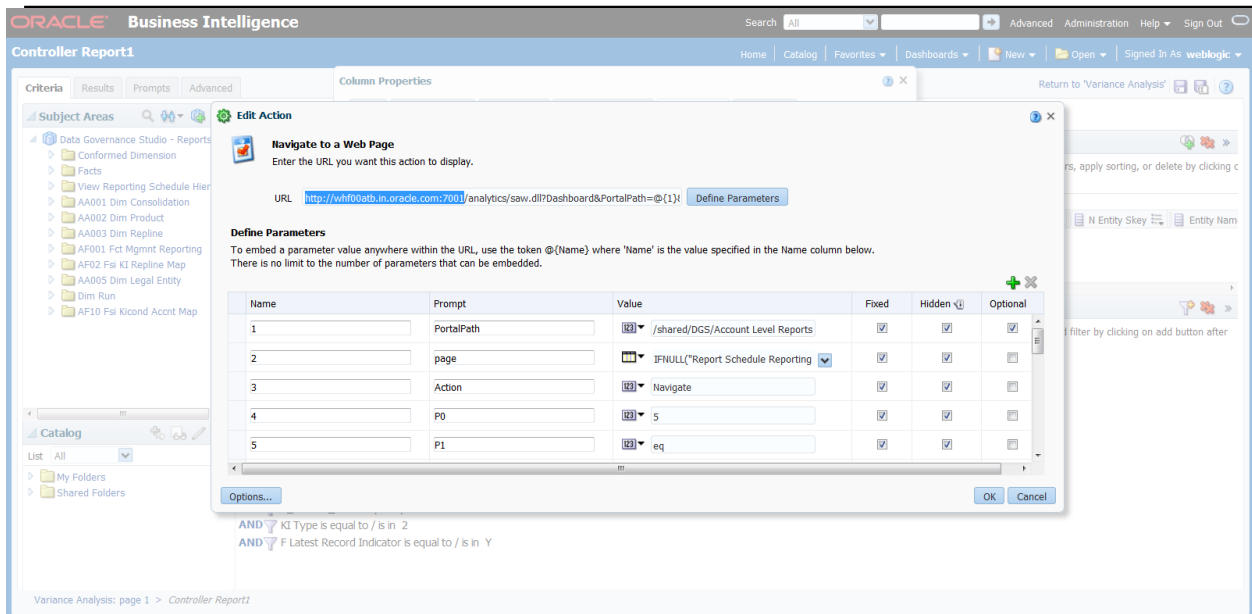 ORACLE Business Intelligence Search All Advanced Administration Help Sign Out
Controller Report1 Home Catalog Favorites Dashboards New Open Signed In As weblogic
Column Properties
Criteria Results Prompts Advanced Return to 'Variance Analysis'
Subject Areas
Data Governance Studio - Reports
Conformed Dimension
Facts
View Reporting Schedule Hier
AA001 Dim Consolidation
AA002 Dim Product
AA003 Dim Repline
AF001 Fct Mgmnt Reporting
AF02 Fsi KI Repline Map
AA005 Dim Legal Entity
Dim Run
AF10 Fsi Kicond Accnt Map
Edit Action
Navigate to a Web Page
Enter the URL you want this action to display.
URL http://whf00atb.in.oracle.com:7001/analytics/saw.dll?Dashboard&PortalPath=@{1}& Define Parameters
Define Parameters
To embed a parameter value anywhere within the URL, use the token @{Name} where 'Name' is the value specified in the Name column below.
There is no limit to the number of parameters that can be embedded.
Name Prompt Value Fixed Hidden Optional
1 PortalPath 123 /shared/DGS/Account Level Reports
2 page IFNULL("Report Schedule Reporting
3 Action 123 Navigate
4 P0 123 5
5 P1 123 eq
Options... OK Cancel
rs, apply sorting, or delete by clicking c
N Entity Skey Entity Nam
d filter by clicking on add button after
Catalog
List All
My Folders
Shared Folders
AND KI Type is equal to / is in 2
AND F Latest Record Indicator is equal to / is in Y
Variance Analysis: page 1 > Controller Report1